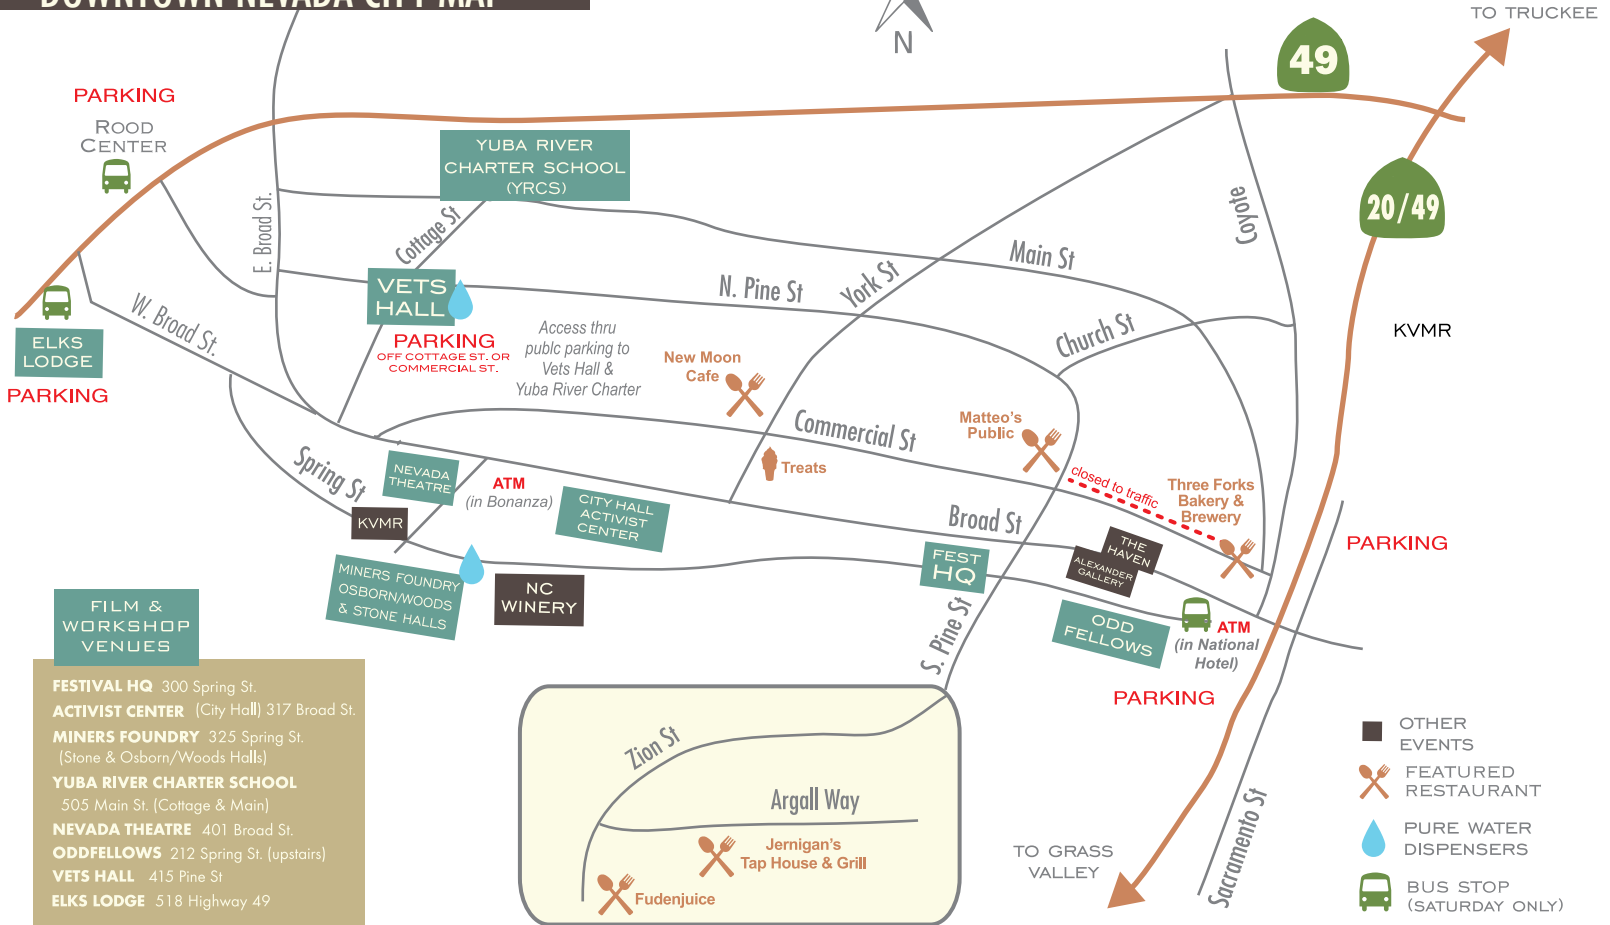 DOWNTOWN NEVADA CITY MAP
N
TO TRUCKEE
49
PARKING
ROOD
CENTER
YUBA RIVER
CHARTER SCHOOL
(YRCS)
20/49
E. Broad St.
Cottage St
Coyote
Main St
N. Pine St
York St
VETS
HALL
W. Broad St.
Church St
KVMR
ELKS
LODGE
PARKING
PARKING
OFF COTTAGE ST. OR
COMMERCIAL ST.
Access thru
publc parking to
Vets Hall &
Yuba River Charter
New Moon
Cafe
Matteo's
Public
Commercial St
Treats
Spring St
NEVADA
THEATRE
ATM
(in Bonanza)
CITY HALL
ACTIVIST
CENTER
closed to traffic
Three Forks
Bakery &
Brewery
Broad St
KVMR
PARKING
THE
HAVEN
ALEXANDER
GALLERY
FEST
HQ
MINERS FOUNDRY
OSBORN/WOODS
& STONE HALLS
NC
WINERY
ODD
FELLOWS
ATM
(in National
Hotel)
S. Pine St
PARKING
FILM &
WORKSHOP
VENUES
FESTIVAL HQ 300 Spring St.
ACTIVIST CENTER (City Hall) 317 Broad St.
MINERS FOUNDRY 325 Spring St.
(Stone & Osborn/Woods Halls)
YUBA RIVER CHARTER SCHOOL
505 Main St. (Cottage & Main)
NEVADA THEATRE 401 Broad St.
ODDFELLOWS 212 Spring St. (upstairs)
VETS HALL 415 Pine St
ELKS LODGE 518 Highway 49
Zion St
Argall Way
Jernigan's
Tap House & Grill
Fudenjuice
TO GRASS
VALLEY
Sacramento St
OTHER
EVENTS
FEATURED
RESTAURANT
PURE WATER
DISPENSERS
BUS STOP
(SATURDAY ONLY)